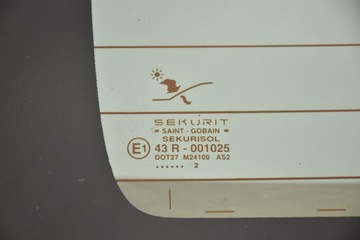 SEKURIT
SAINT - GOBAIN
SEKURISOL
E1 43 R - 001025
DOT27 M24100 AS2
...... 2